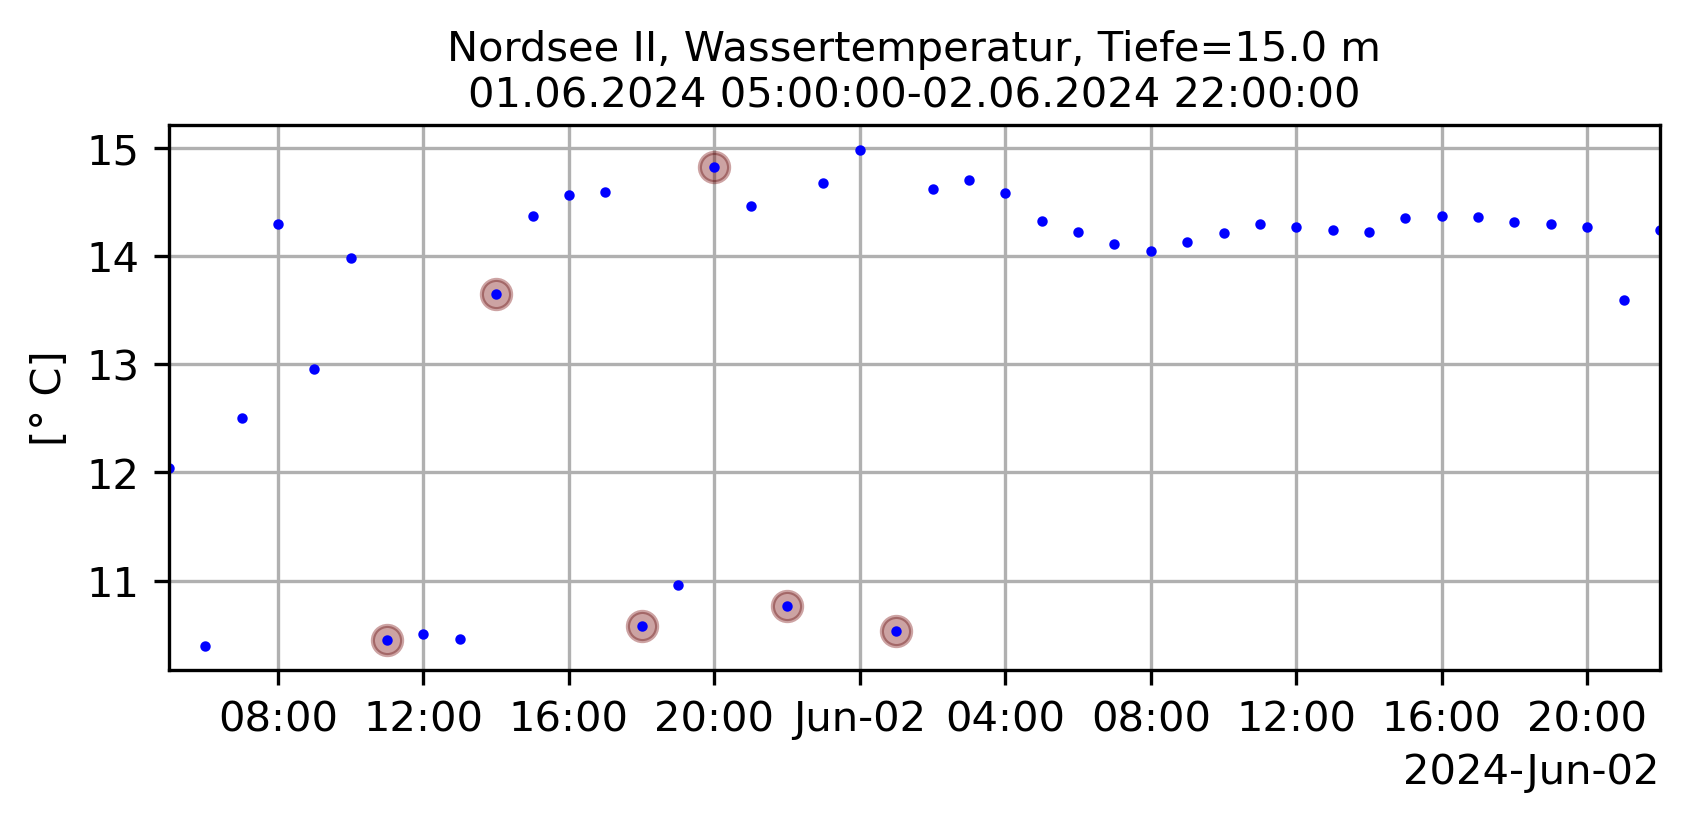 Nordsee II, Wassertemperatur, Tiefe=15.0 m
01.06.2024 05:00:00-02.06.2024 22:00:00
15
14
13
12
11
[° C]
08:00 12:00 16:00 20:00 Jun-02 04:00 08:00 12:00 16:00 20:00
2024-Jun-02